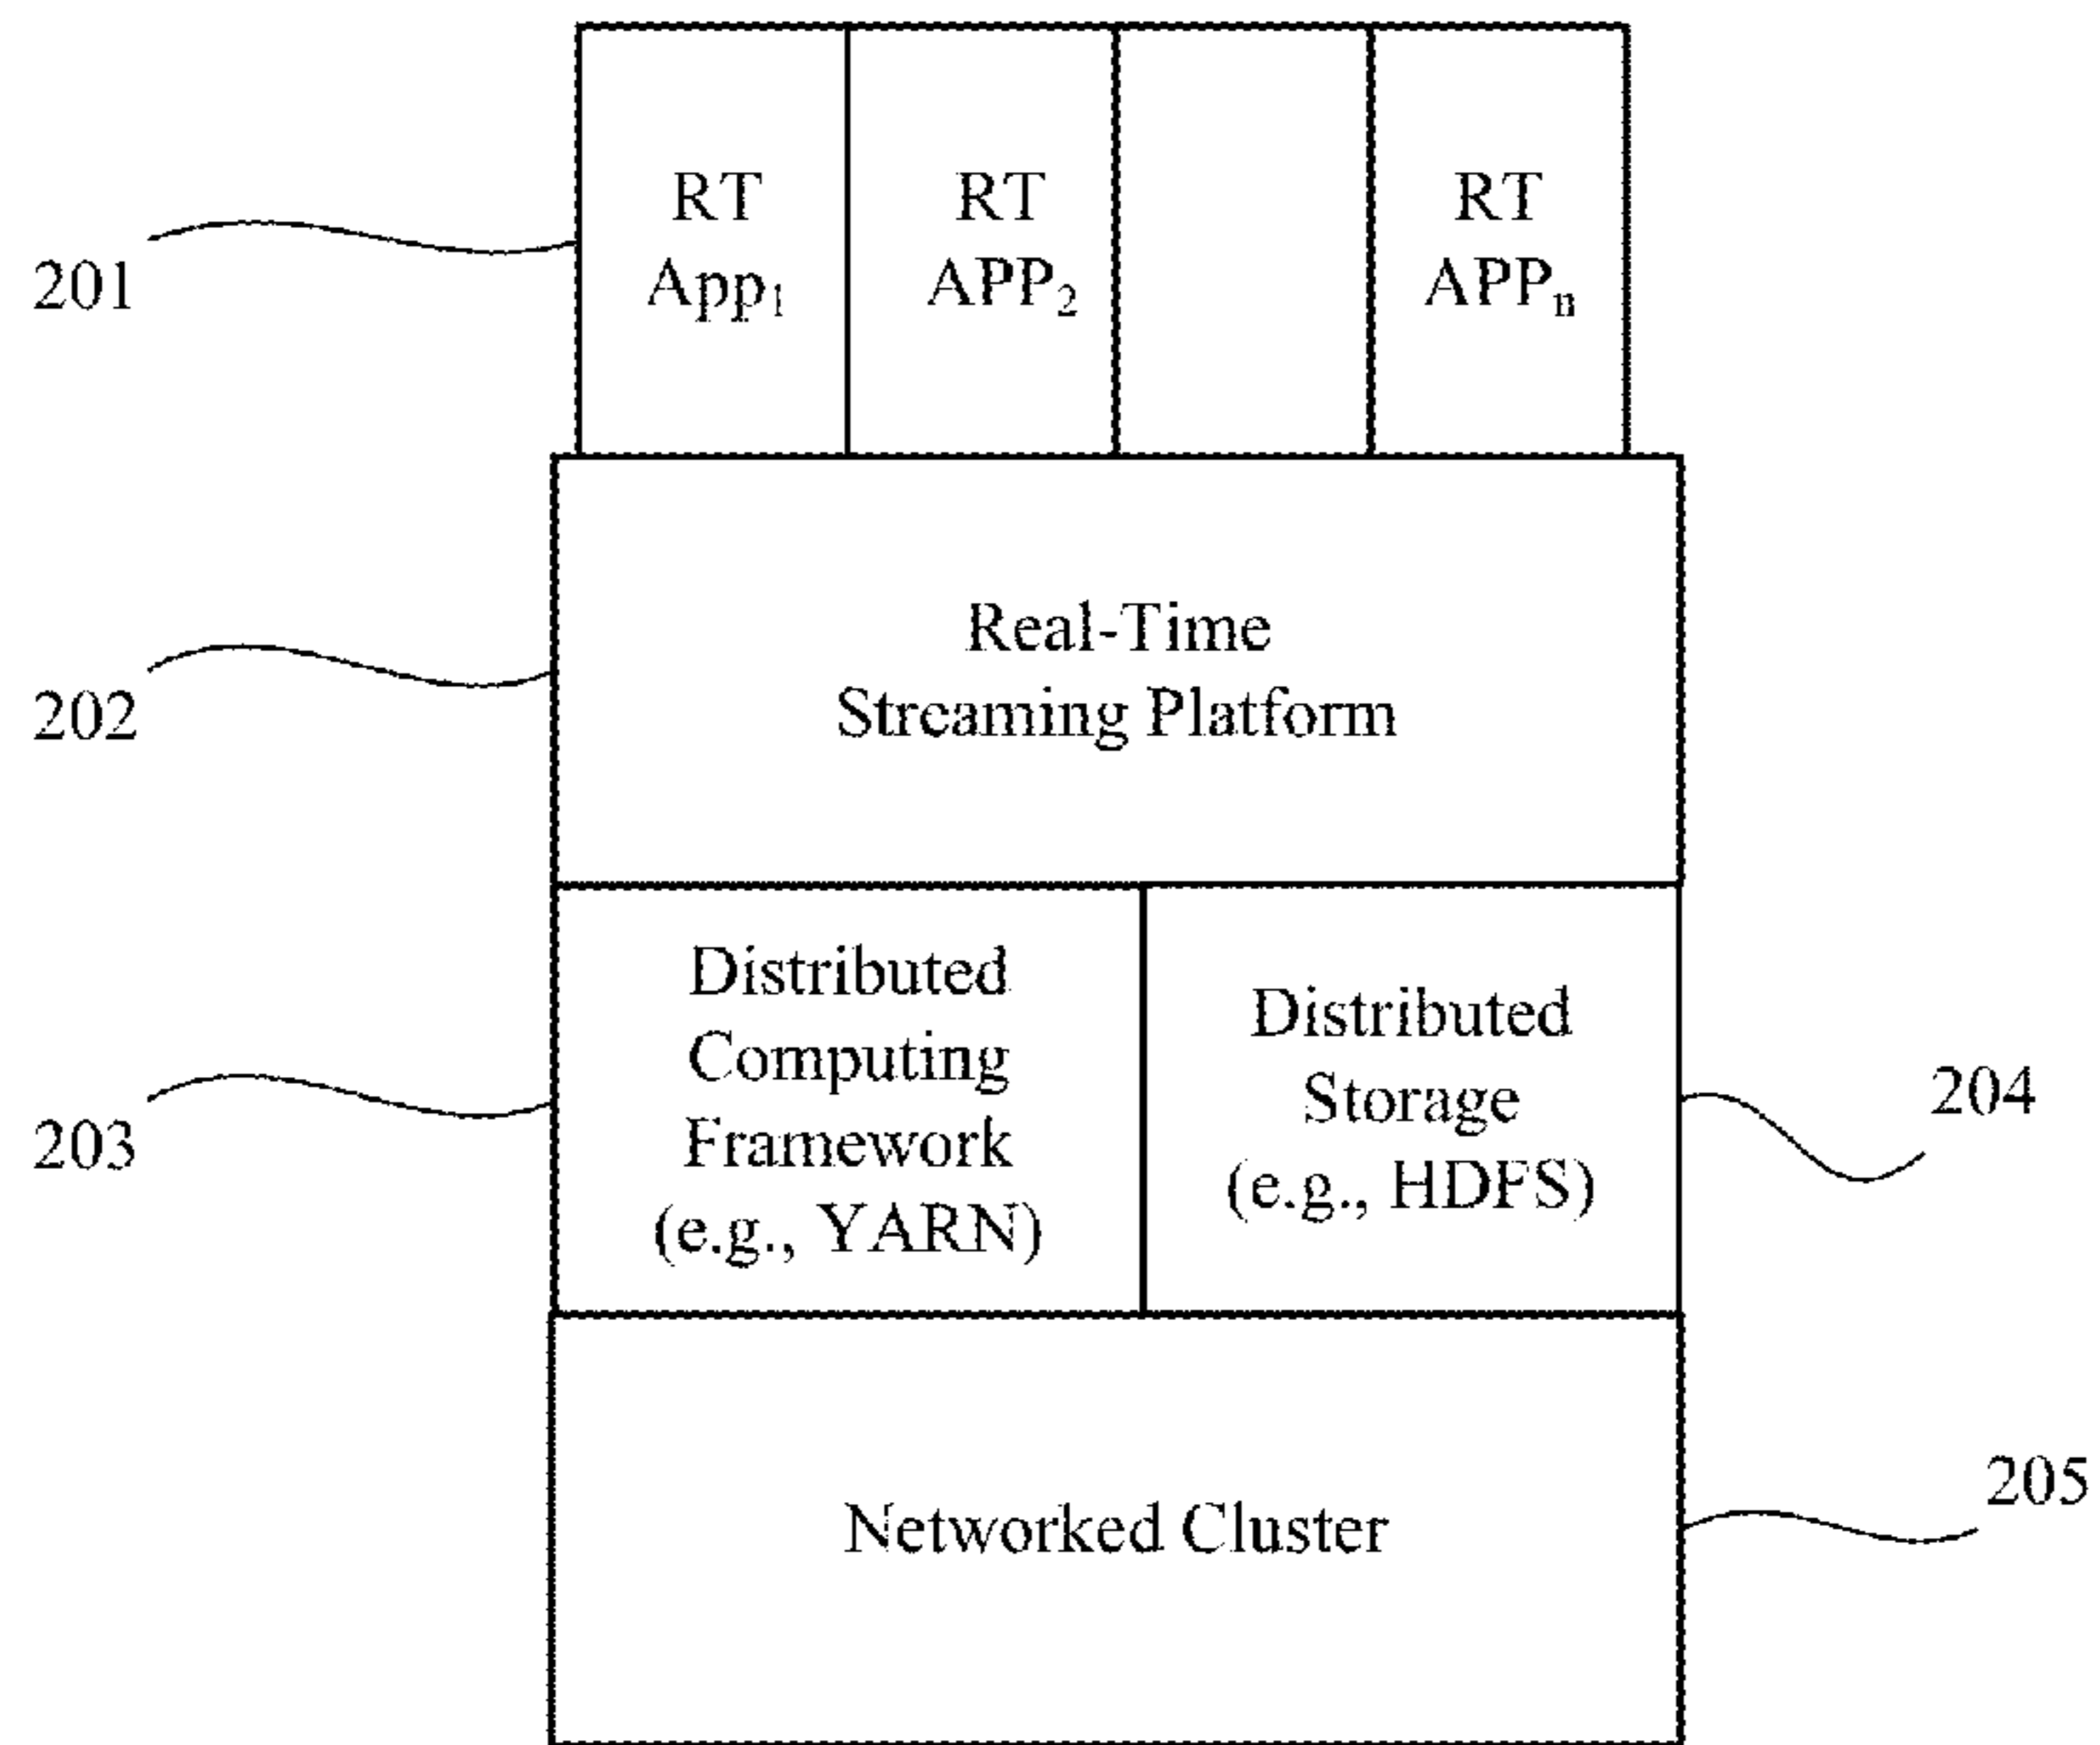 RT
App₁
RT
APP₂
RT
APPₙ
201
Real-Time
Streaming Platform
202
Distributed
Computing
Framework
(e.g., YARN)
203
Distributed
Storage
(e.g., HDFS)
204
Networked Cluster
205